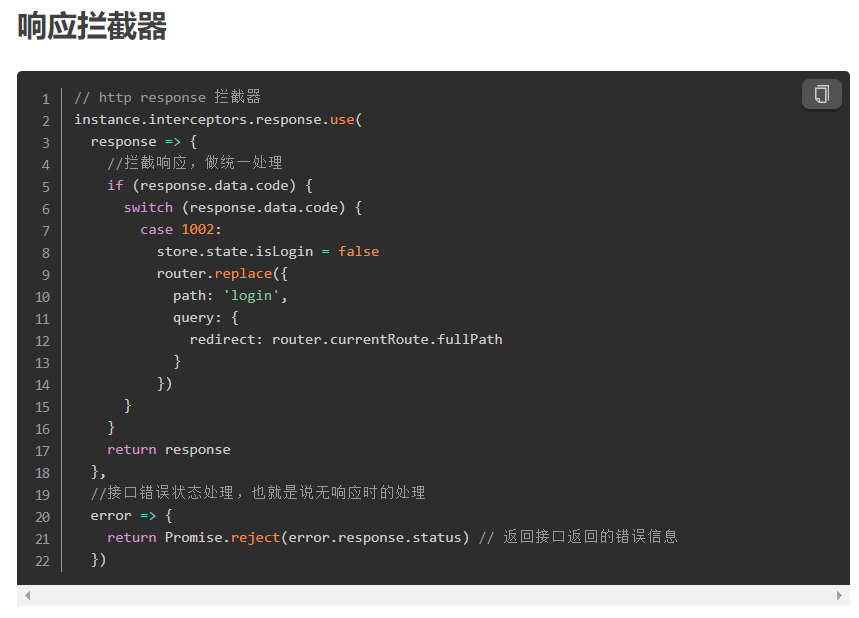 响应拦截器
1 // http response 拦截器
2 instance.interceptors.response.use(
3   response => {
4     //拦截响应，做统一处理
5     if (response.data.code) {
6       switch (response.data.code) {
7         case 1002:
8           store.state.isLogin = false
9           router.replace({
10             path: 'login',
11             query: {
12               redirect: router.currentRoute.fullPath
13             }
14           })
15       }
16     }
17     return response
18   },
19   //接口错误状态处理，也就是说无响应时的处理
20   error => {
21     return Promise.reject(error.response.status) // 返回接口返回的错误信息
22   })